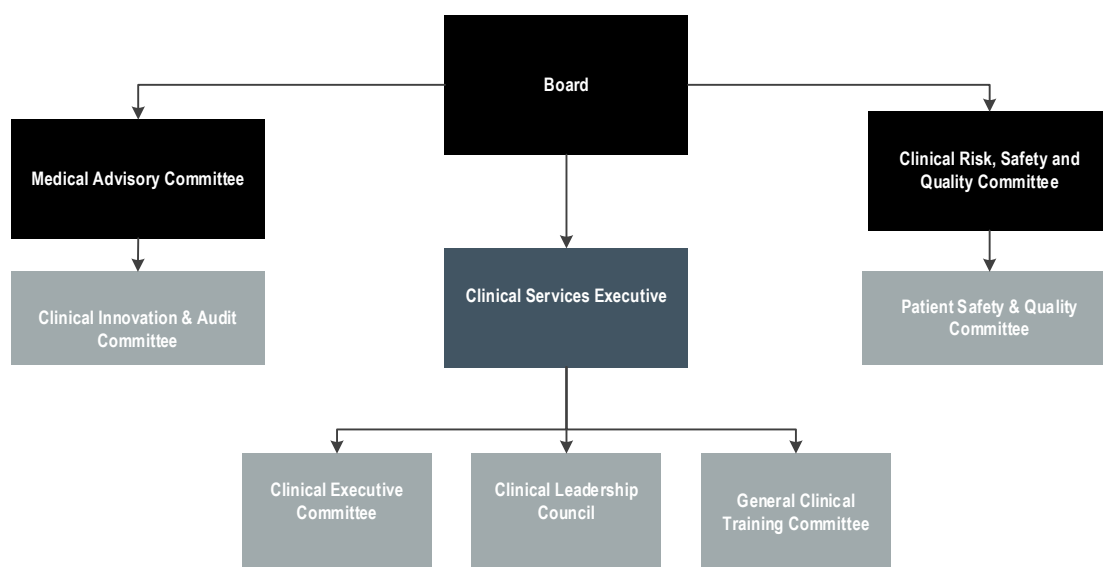 Board
Medical Advisory Committee
Clinical Risk, Safety and
Quality Committee
Clinical Services Executive
Clinical Innovation & Audit
Committee
Patient Safety & Quality
Committee
Clinical Executive
Committee
Clinical Leadership
Council
General Clinical
Training Committee